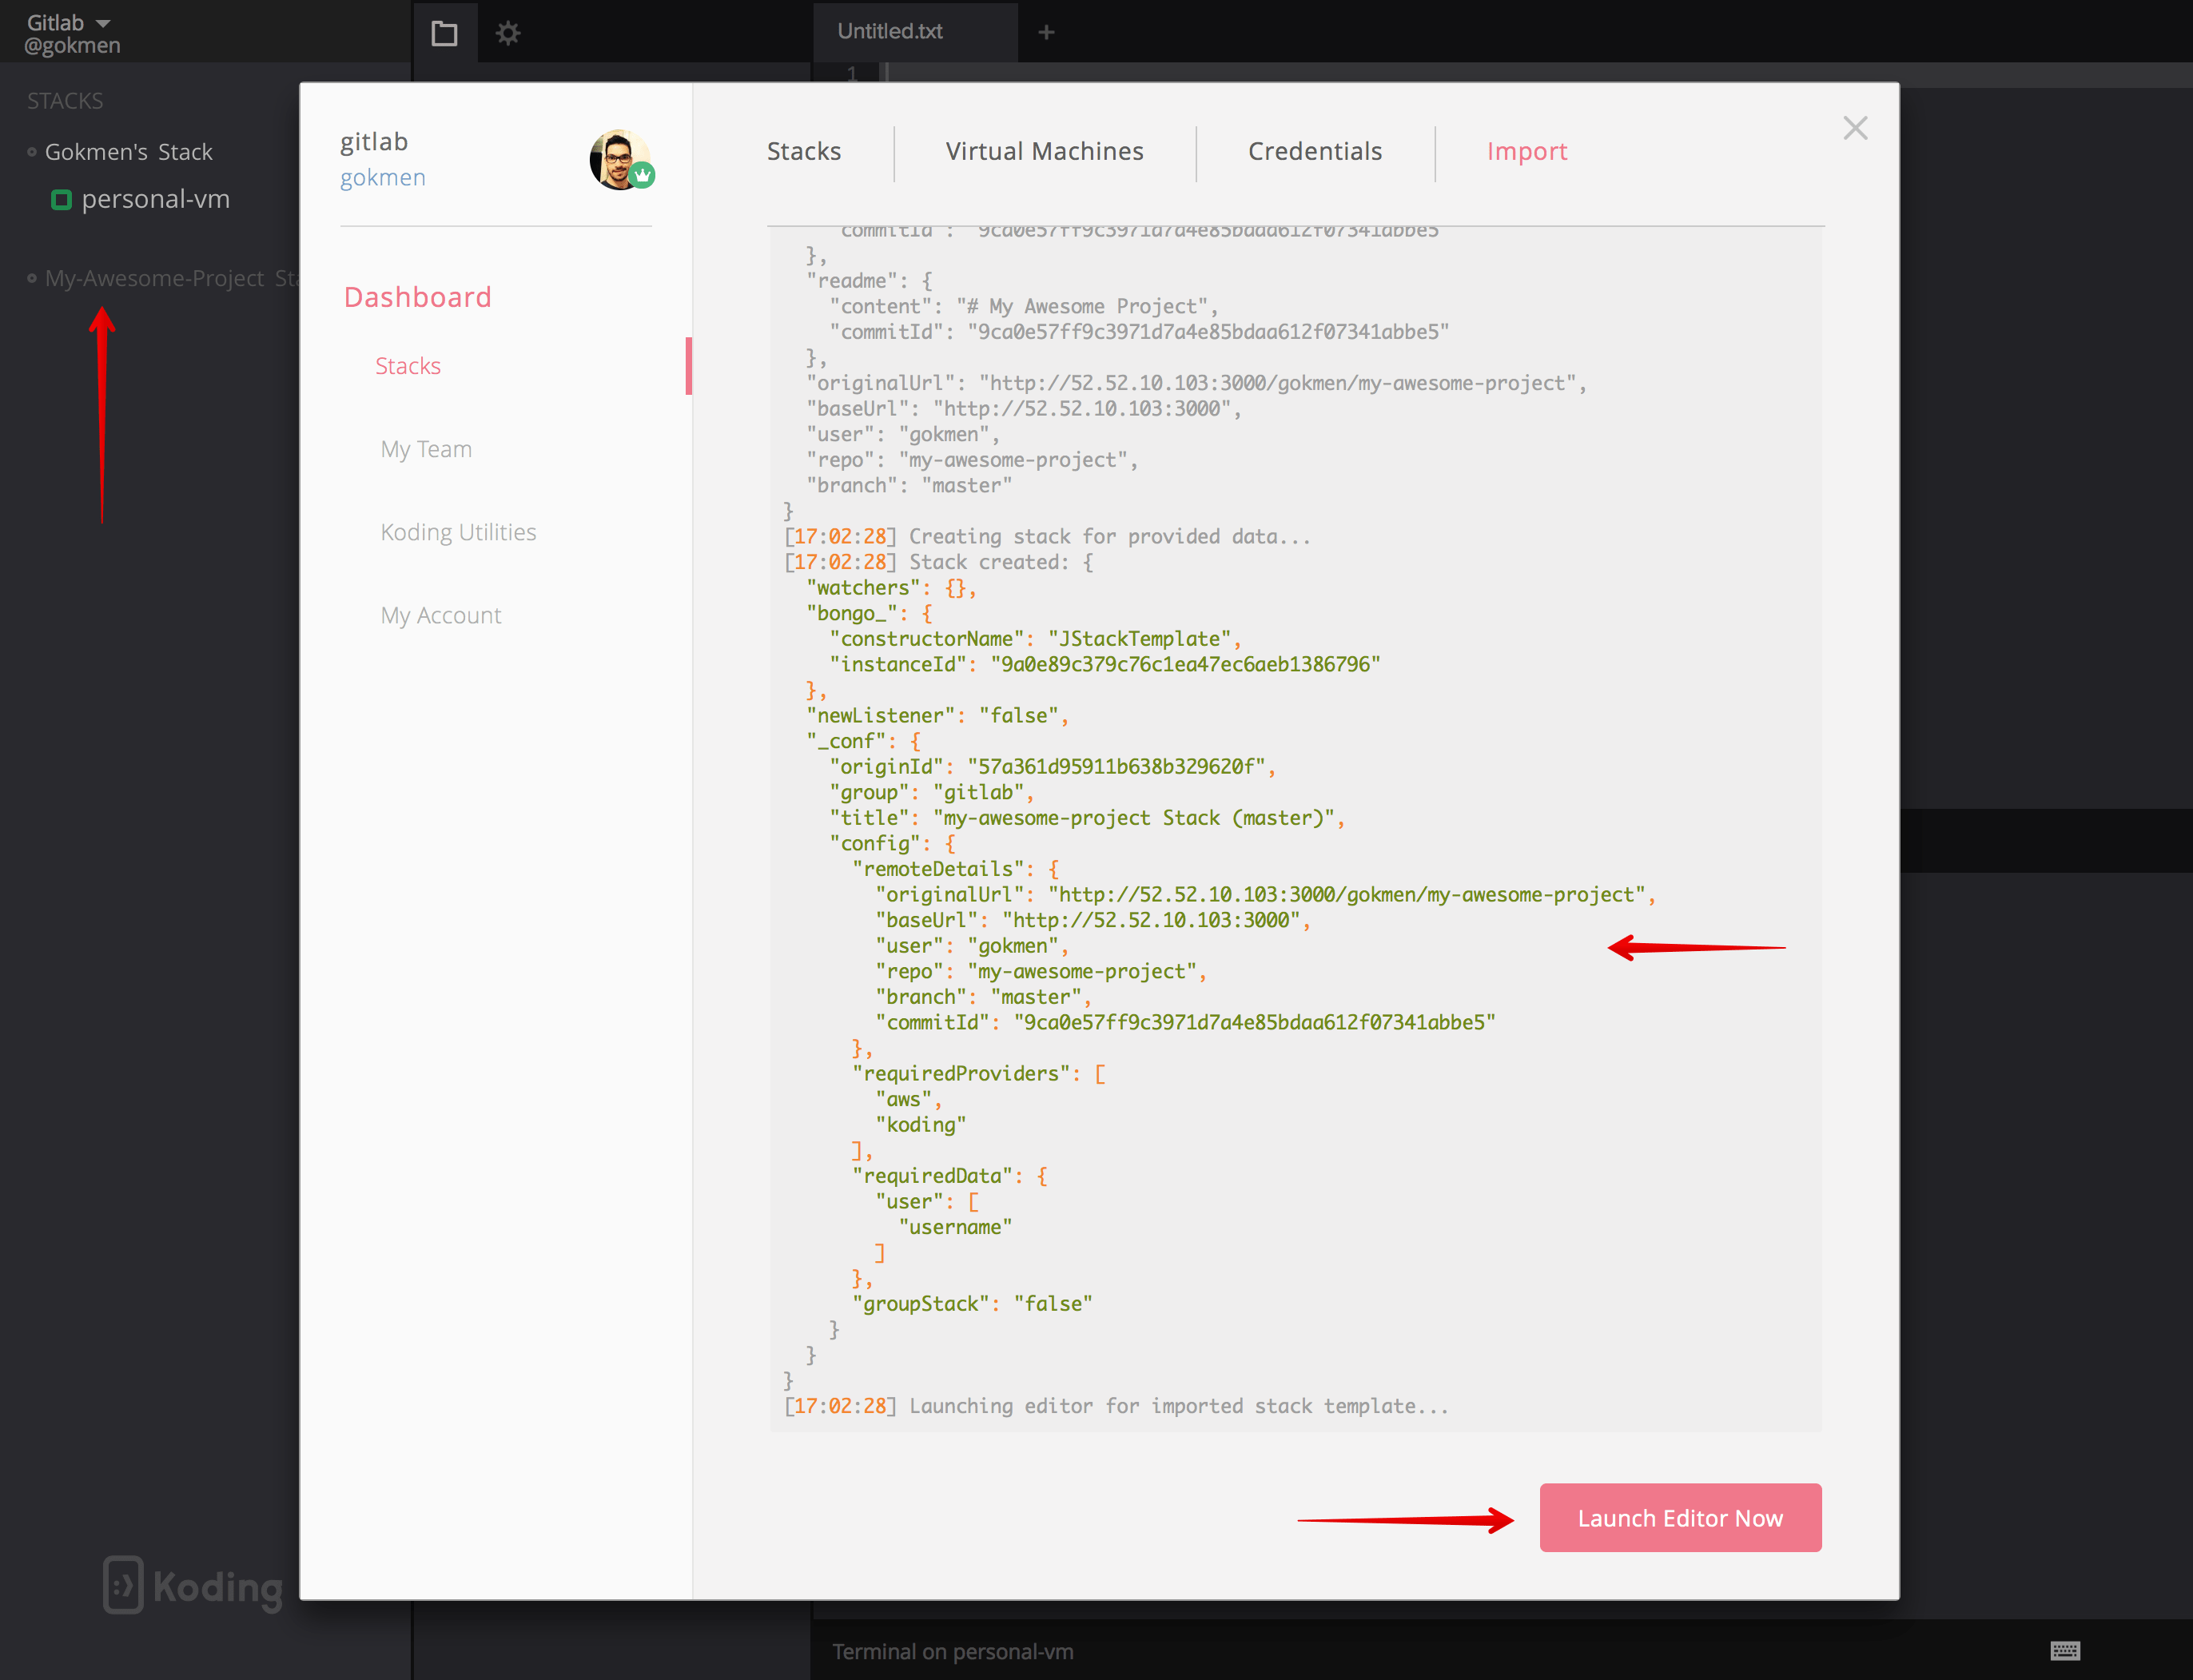 Gitlab
@gokmen
Untitled.txt
1
STACKS
Gokmen's Stack
personal-vm
My-Awesome-Project
gitlab
gokmen
Dashboard
Stacks
My Team
Koding Utilities
My Account
Stacks
Virtual Machines
Credentials
Import
"commitId": "9ca0e57ff9c3971d7a4e85bdaa612f07341abbe5"
},
"readme": {
"content": "# My Awesome Project",
"commitId": "9ca0e57ff9c3971d7a4e85bdaa612f07341abbe5"
},
"originalUrl": "http://52.52.10.103:3000/gokmen/my-awesome-project",
"baseUrl": "http://52.52.10.103:3000",
"user": "gokmen",
"repo": "my-awesome-project",
"branch": "master"
}
[17:02:28] Creating stack for provided data...
[17:02:28] Stack created: {
"watchers": {},
"bongo_": {
"constructorName": "JStackTemplate",
"instanceId": "9a0e89c379c76c1ea47ec6aeb1386796"
},
"newListener": "false",
"_conf": {
"originId": "57a361d95911b638b329620f",
"group": "gitlab",
"title": "my-awesome-project Stack (master)",
"config": {
"remoteDetails": {
"originalUrl": "http://52.52.10.103:3000/gokmen/my-awesome-project",
"baseUrl": "http://52.52.10.103:3000",
"user": "gokmen",
"repo": "my-awesome-project",
"branch": "master",
"commitId": "9ca0e57ff9c3971d7a4e85bdaa612f07341abbe5"
},
"requiredProviders": [
"aws",
"koding"
],
"requiredData": {
"user": [
"username"
]
},
"groupStack": "false"
}
}
}
[17:02:28] Launching editor for imported stack template...
Launch Editor Now
Koding
Terminal on personal-vm